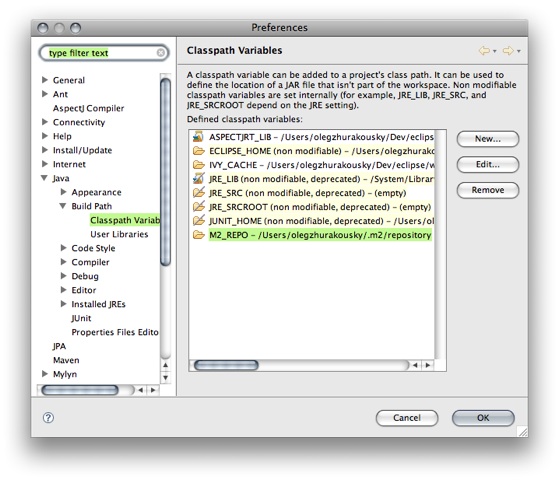 Preferences
type filter text
General
Ant
AspectJ Compiler
Connectivity
Help
Install/Update
Internet
Java
Appearance
Build Path
Classpath Variab
User Libraries
Code Style
Compiler
Debug
Editor
Installed JREs
JUnit
Properties Files Edito
JPA
Maven
Mylyn
Classpath Variables
A classpath variable can be added to a project's class path. It can be used to
define the location of a JAR file that isn't part of the workspace. Non modifiable
classpath variables are set internally (for example, JRE_LIB, JRE_SRC, and
JRE_SRCROOT depend on the JRE setting).
Defined classpath variables:
ASPECTJRT_LIB – /Users/olegzhurakousky/Dev/eclips
ECLIPSE_HOME (non modifiable) – /Users/olegzhurak
IVY_CACHE – /Users/olegzhurakousky/Dev/eclipse/w
JRE_LIB (non modifiable, deprecated) – /System/Librar
JRE_SRC (non modifiable, deprecated) – (empty)
JRE_SRCROOT (non modifiable, deprecated) – (empty)
JUNIT_HOME (non modifiable, deprecated) – /Users/ol
M2_REPO – /Users/olegzhurakousky/.m2/repository
New...
Edit...
Remove
?
Cancel
OK